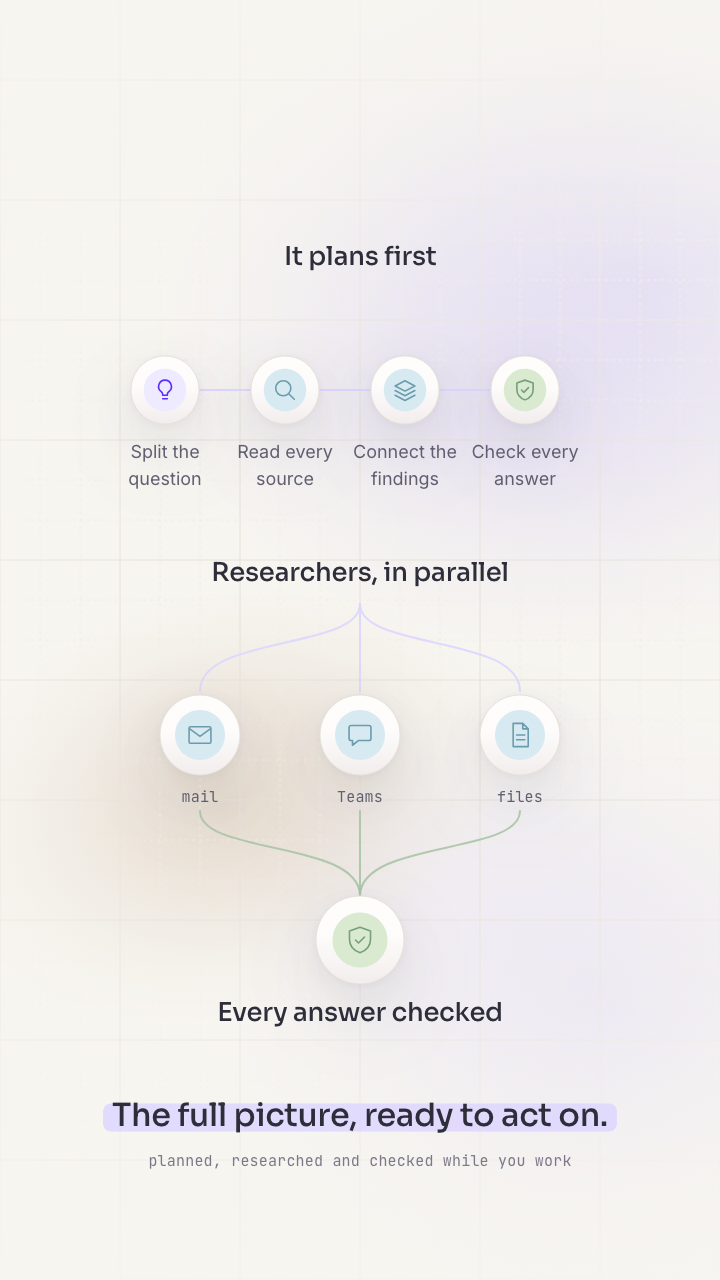 It plans first
Split the
question
Read every
source
Connect the
findings
Check every
answer
Researchers, in parallel
mail
Teams
files
Every answer checked
The full picture, ready to act on.
planned, researched and checked while you work